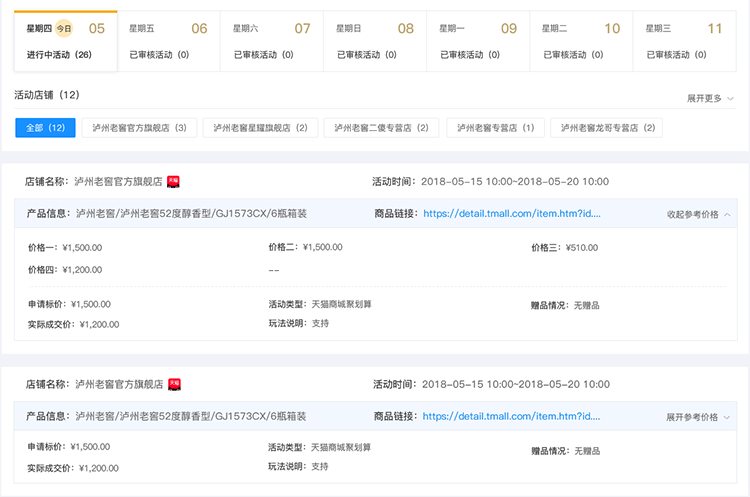 星期四 今日 05 星期五 06 星期六 07 星期日 08 星期一 09 星期二 10 星期三 11
进行中活动（26） 已审核活动（0） 已审核活动（0） 已审核活动（0） 已审核活动（0） 已审核活动（0） 已审核活动（0）
活动店铺（12） 展开更多
全部（12） 泸州老窖官方旗舰店（3） 泸州老窖星耀旗舰店（2） 泸州老窖二傻专营店（2） 泸州老窖专营店（1） 泸州老窖龙哥专营店（2）
店铺名称：泸州老窖官方旗舰店 天猫 活动时间：2018-05-15 10:00~2018-05-20 10:00
产品信息：泸州老窖/泸州老窖52度醇香型/GJ1573CX/6瓶箱装 商品链接：https://detail.tmall.com/item.htm?id.... 收起参考价格
价格一：¥1,500.00 价格二：¥1,500.00 价格三：¥510.00
价格四：¥1,200.00 --
申请标价：¥1,500.00 活动类型：天猫商城聚划算 赠品情况：无赠品
实际成交价：¥1,200.00 玩法说明：支持
店铺名称：泸州老窖官方旗舰店 天猫 活动时间：2018-05-15 10:00~2018-05-20 10:00
产品信息：泸州老窖/泸州老窖52度醇香型/GJ1573CX/6瓶箱装 商品链接：https://detail.tmall.com/item.htm?id.... 展开参考价格
申请标价：¥1,500.00 活动类型：天猫商城聚划算 赠品情况：无赠品
实际成交价：¥1,200.00 玩法说明：支持